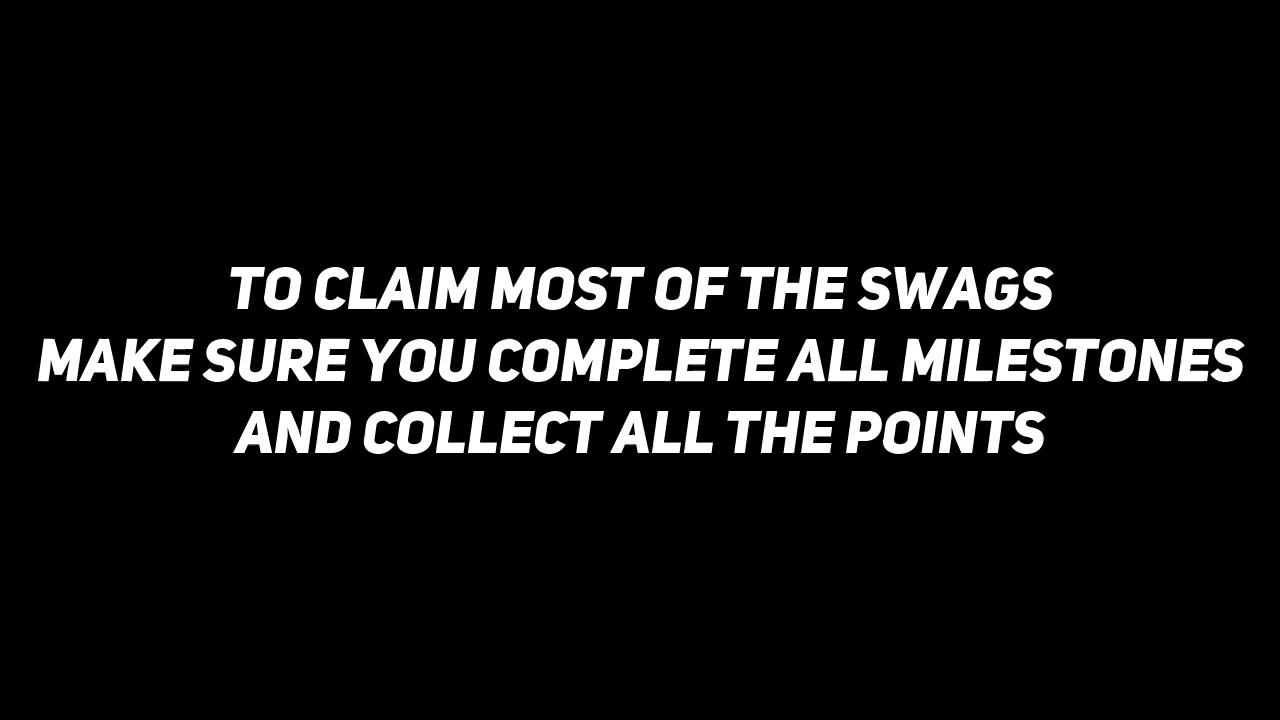 TO CLAIM MOST OF THE SWAGS
MAKE SURE YOU COMPLETE ALL MILESTONES
AND COLLECT ALL THE POINTS